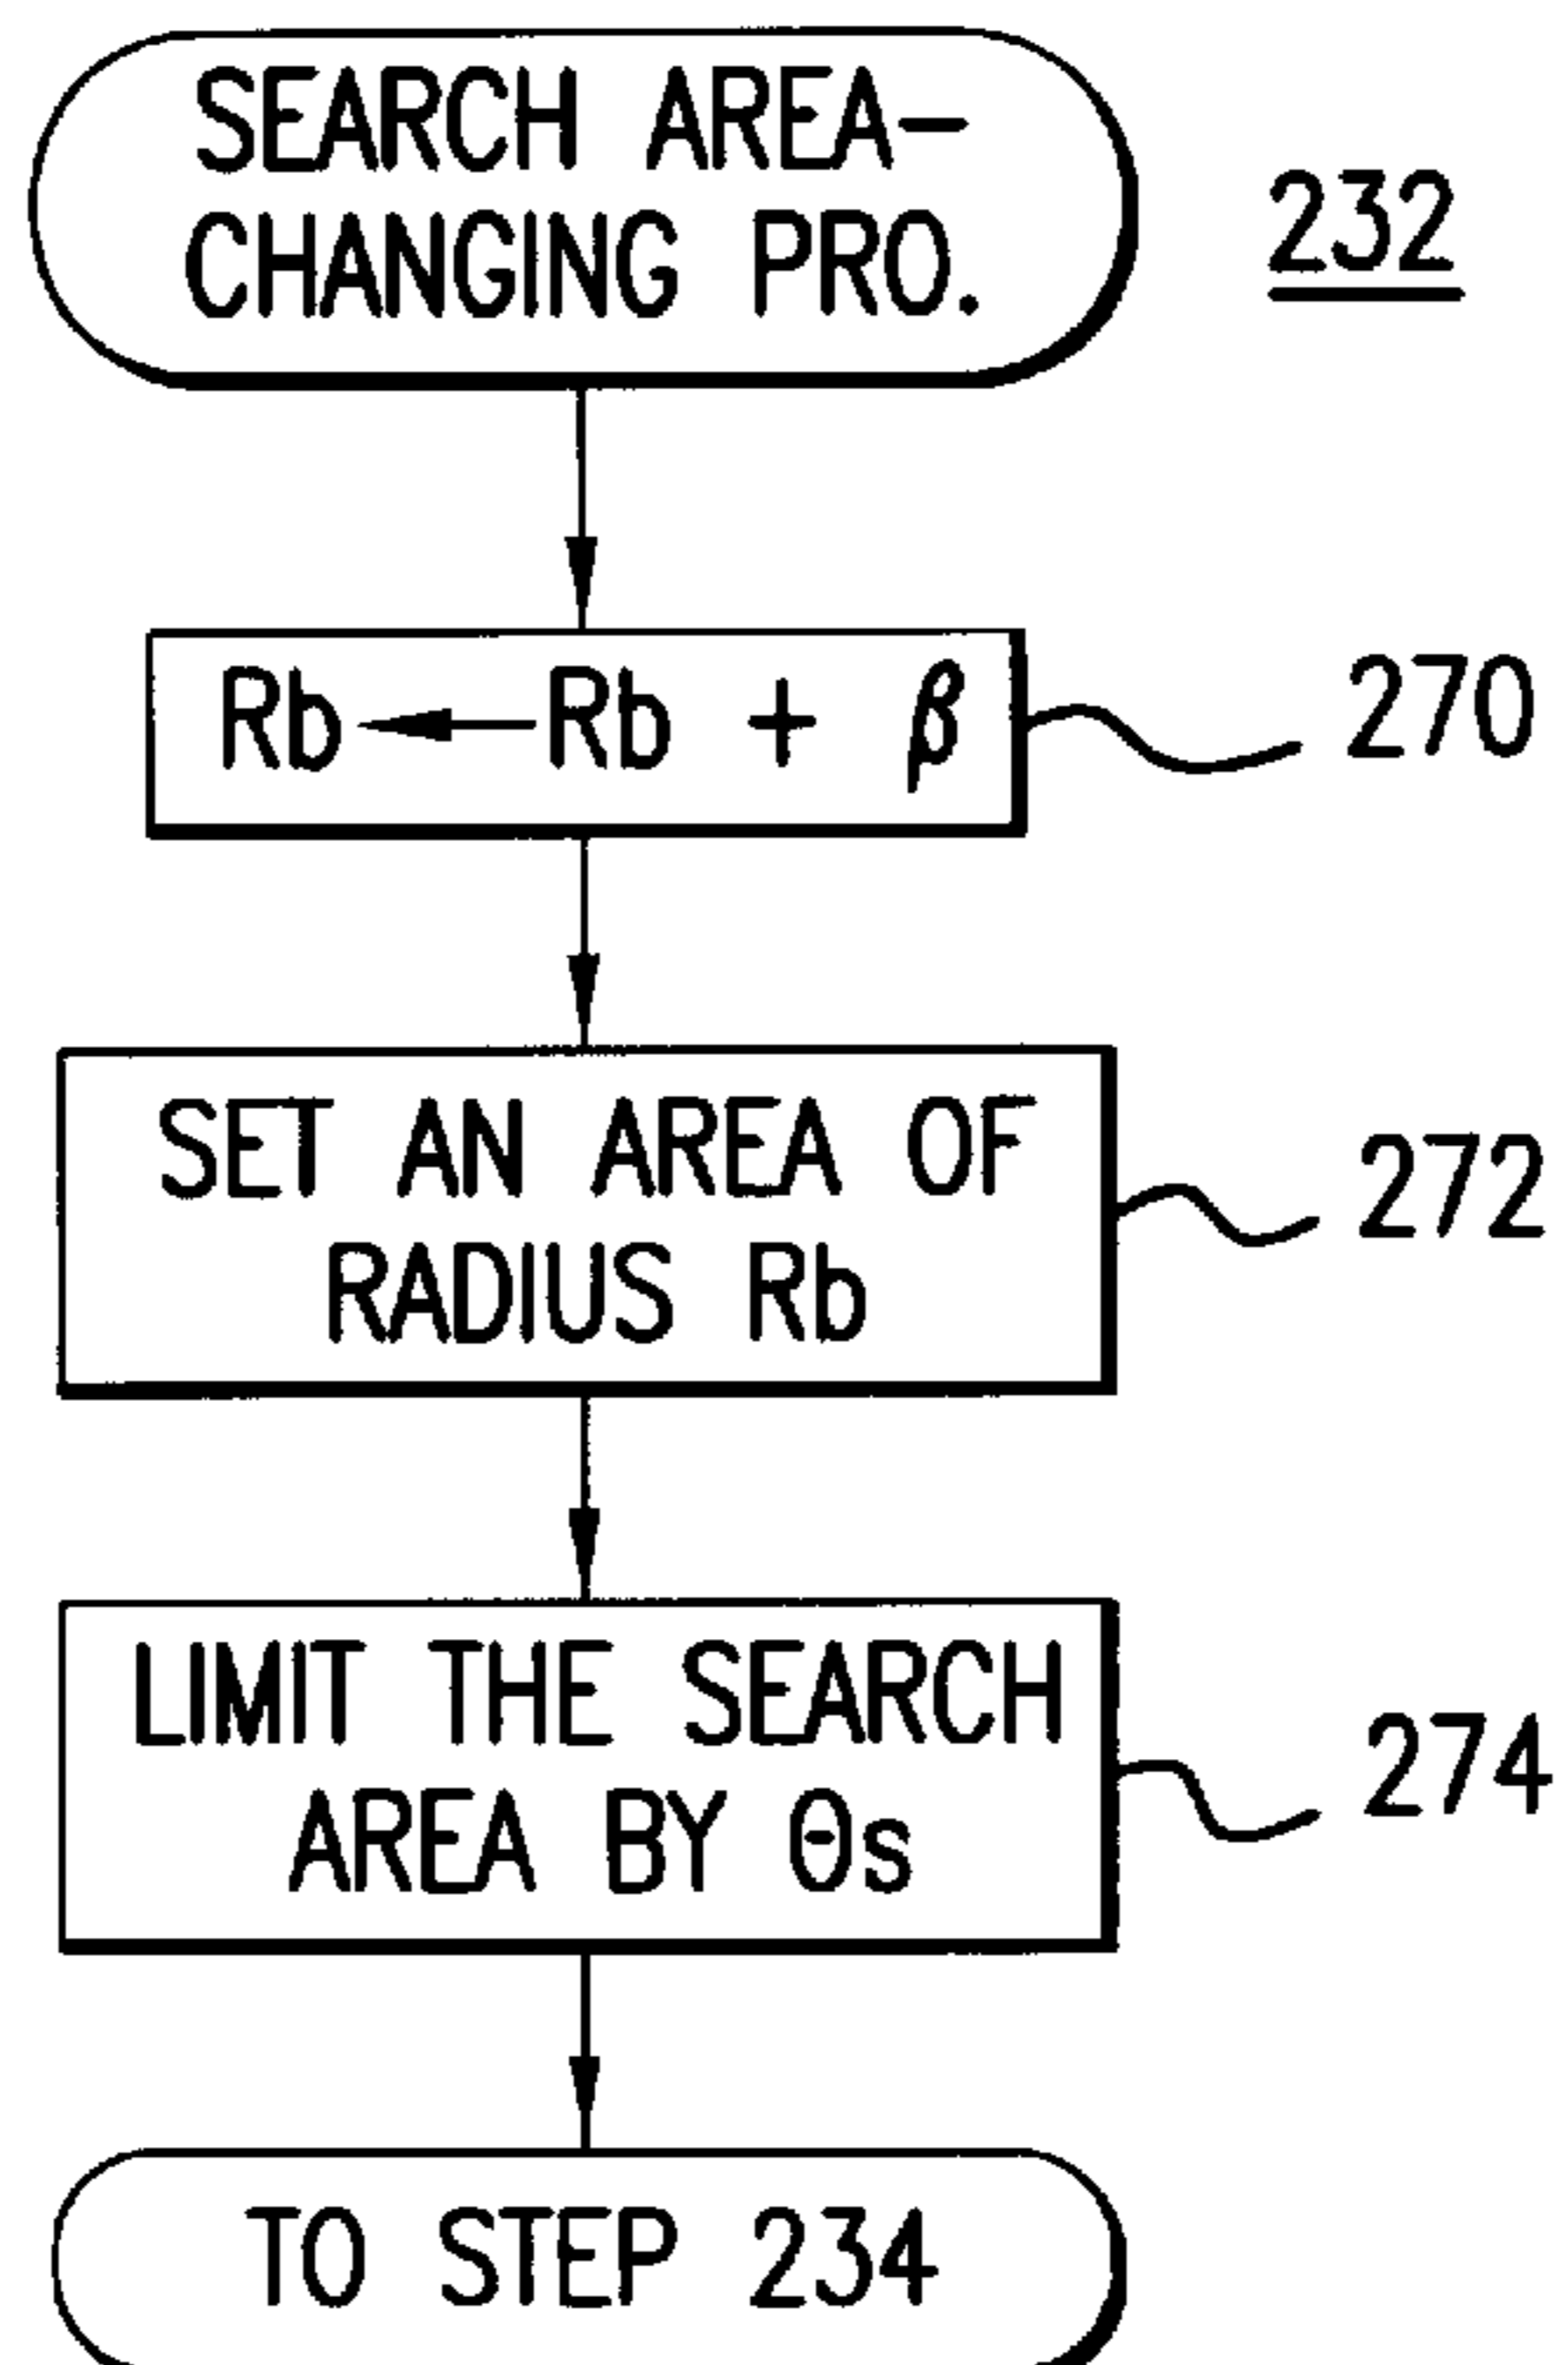 SEARCH AREA-
CHANGING PRO.
232
Rb ← Rb + β
270
SET AN AREA OF
RADIUS Rb
272
LIMIT THE SEARCH
AREA BY θs
274
TO STEP 234